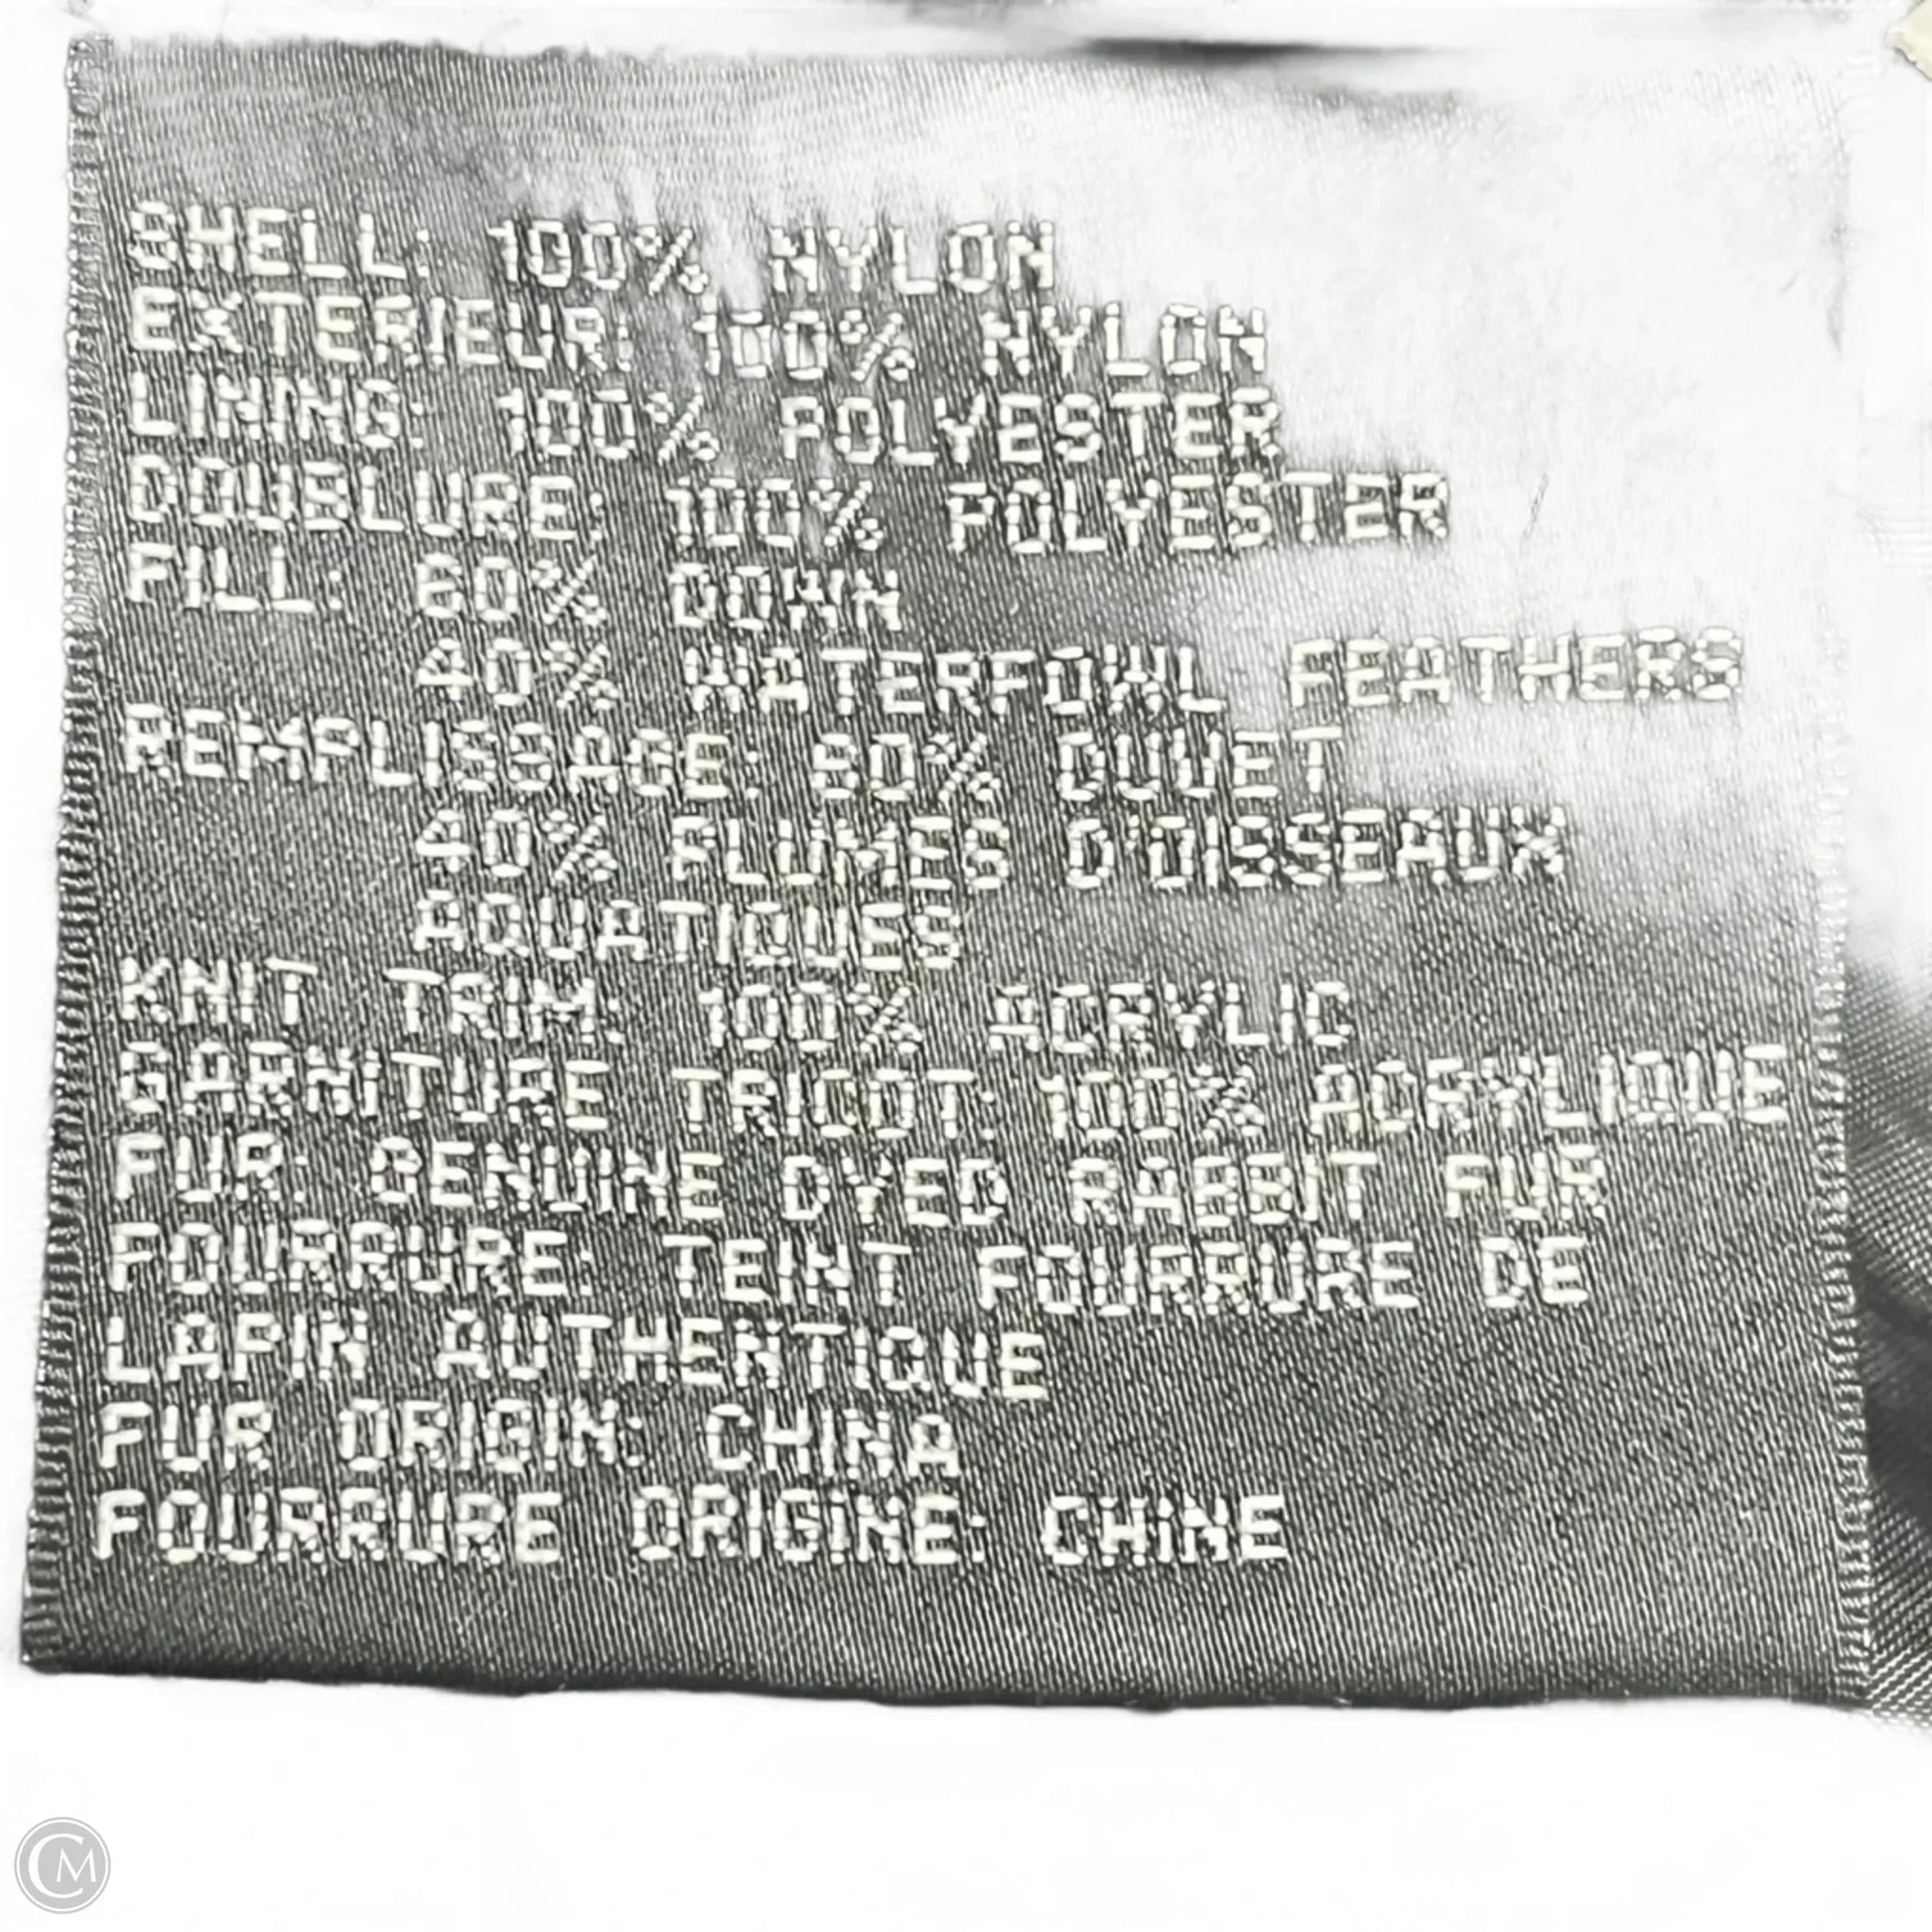 SHELL: 100% NYLON
EXTERIEUR: 100% NYLON
LINING: 100% POLYESTER
DOUBLURE: 100% POLYESTER
FILL: 60% DOWN
40% WATERFOWL FEATHERS
REMPLISSAGE: 60% DUVET
40% PLUMES D'OISSEAUX
AQUATIQUES
KNIT TRIM: 100% ACRYLIC
GARNITURE TRICOT: 100% ACRYLIQUE
FUR: GENUINE DYED RABBIT FUR
FOURRURE: TEINT FOURRURE DE
LAPIN AUTHENTIQUE
FUR ORIGIN: CHINA
FOURRURE ORIGINE: CHINE
CM